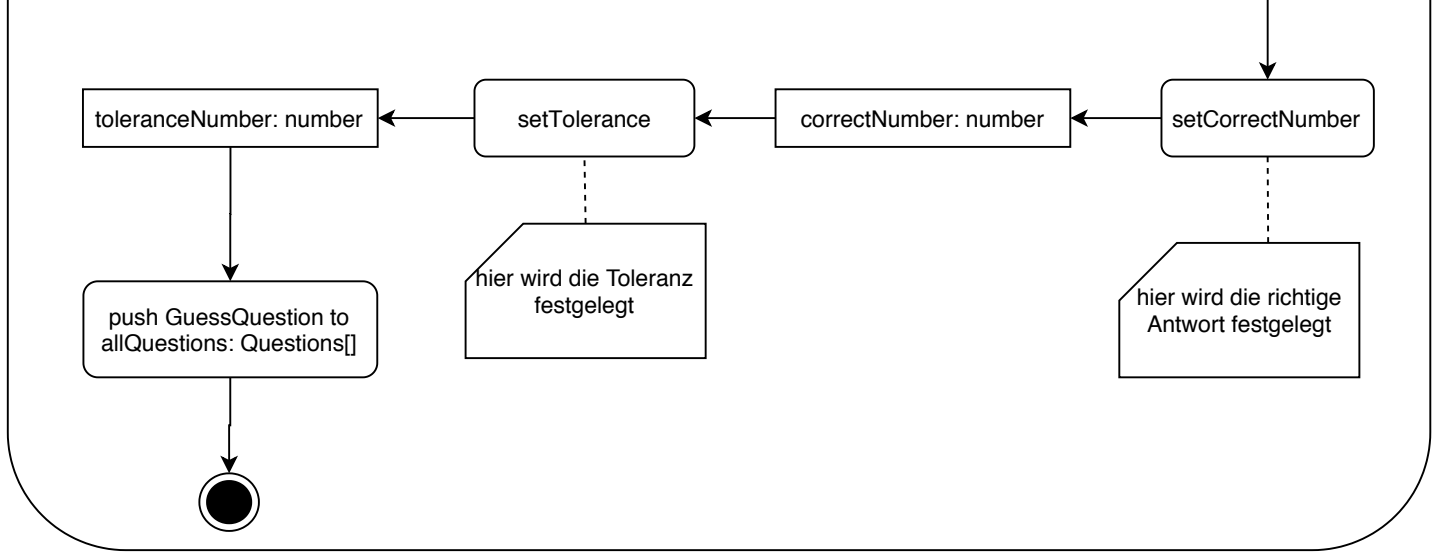 toleranceNumber: number
setTolerance
correctNumber: number
setCorrectNumber
hier wird die Toleranz
festgelegt
hier wird die richtige
Antwort festgelegt
push GuessQuestion to
allQuestions: Questions[]